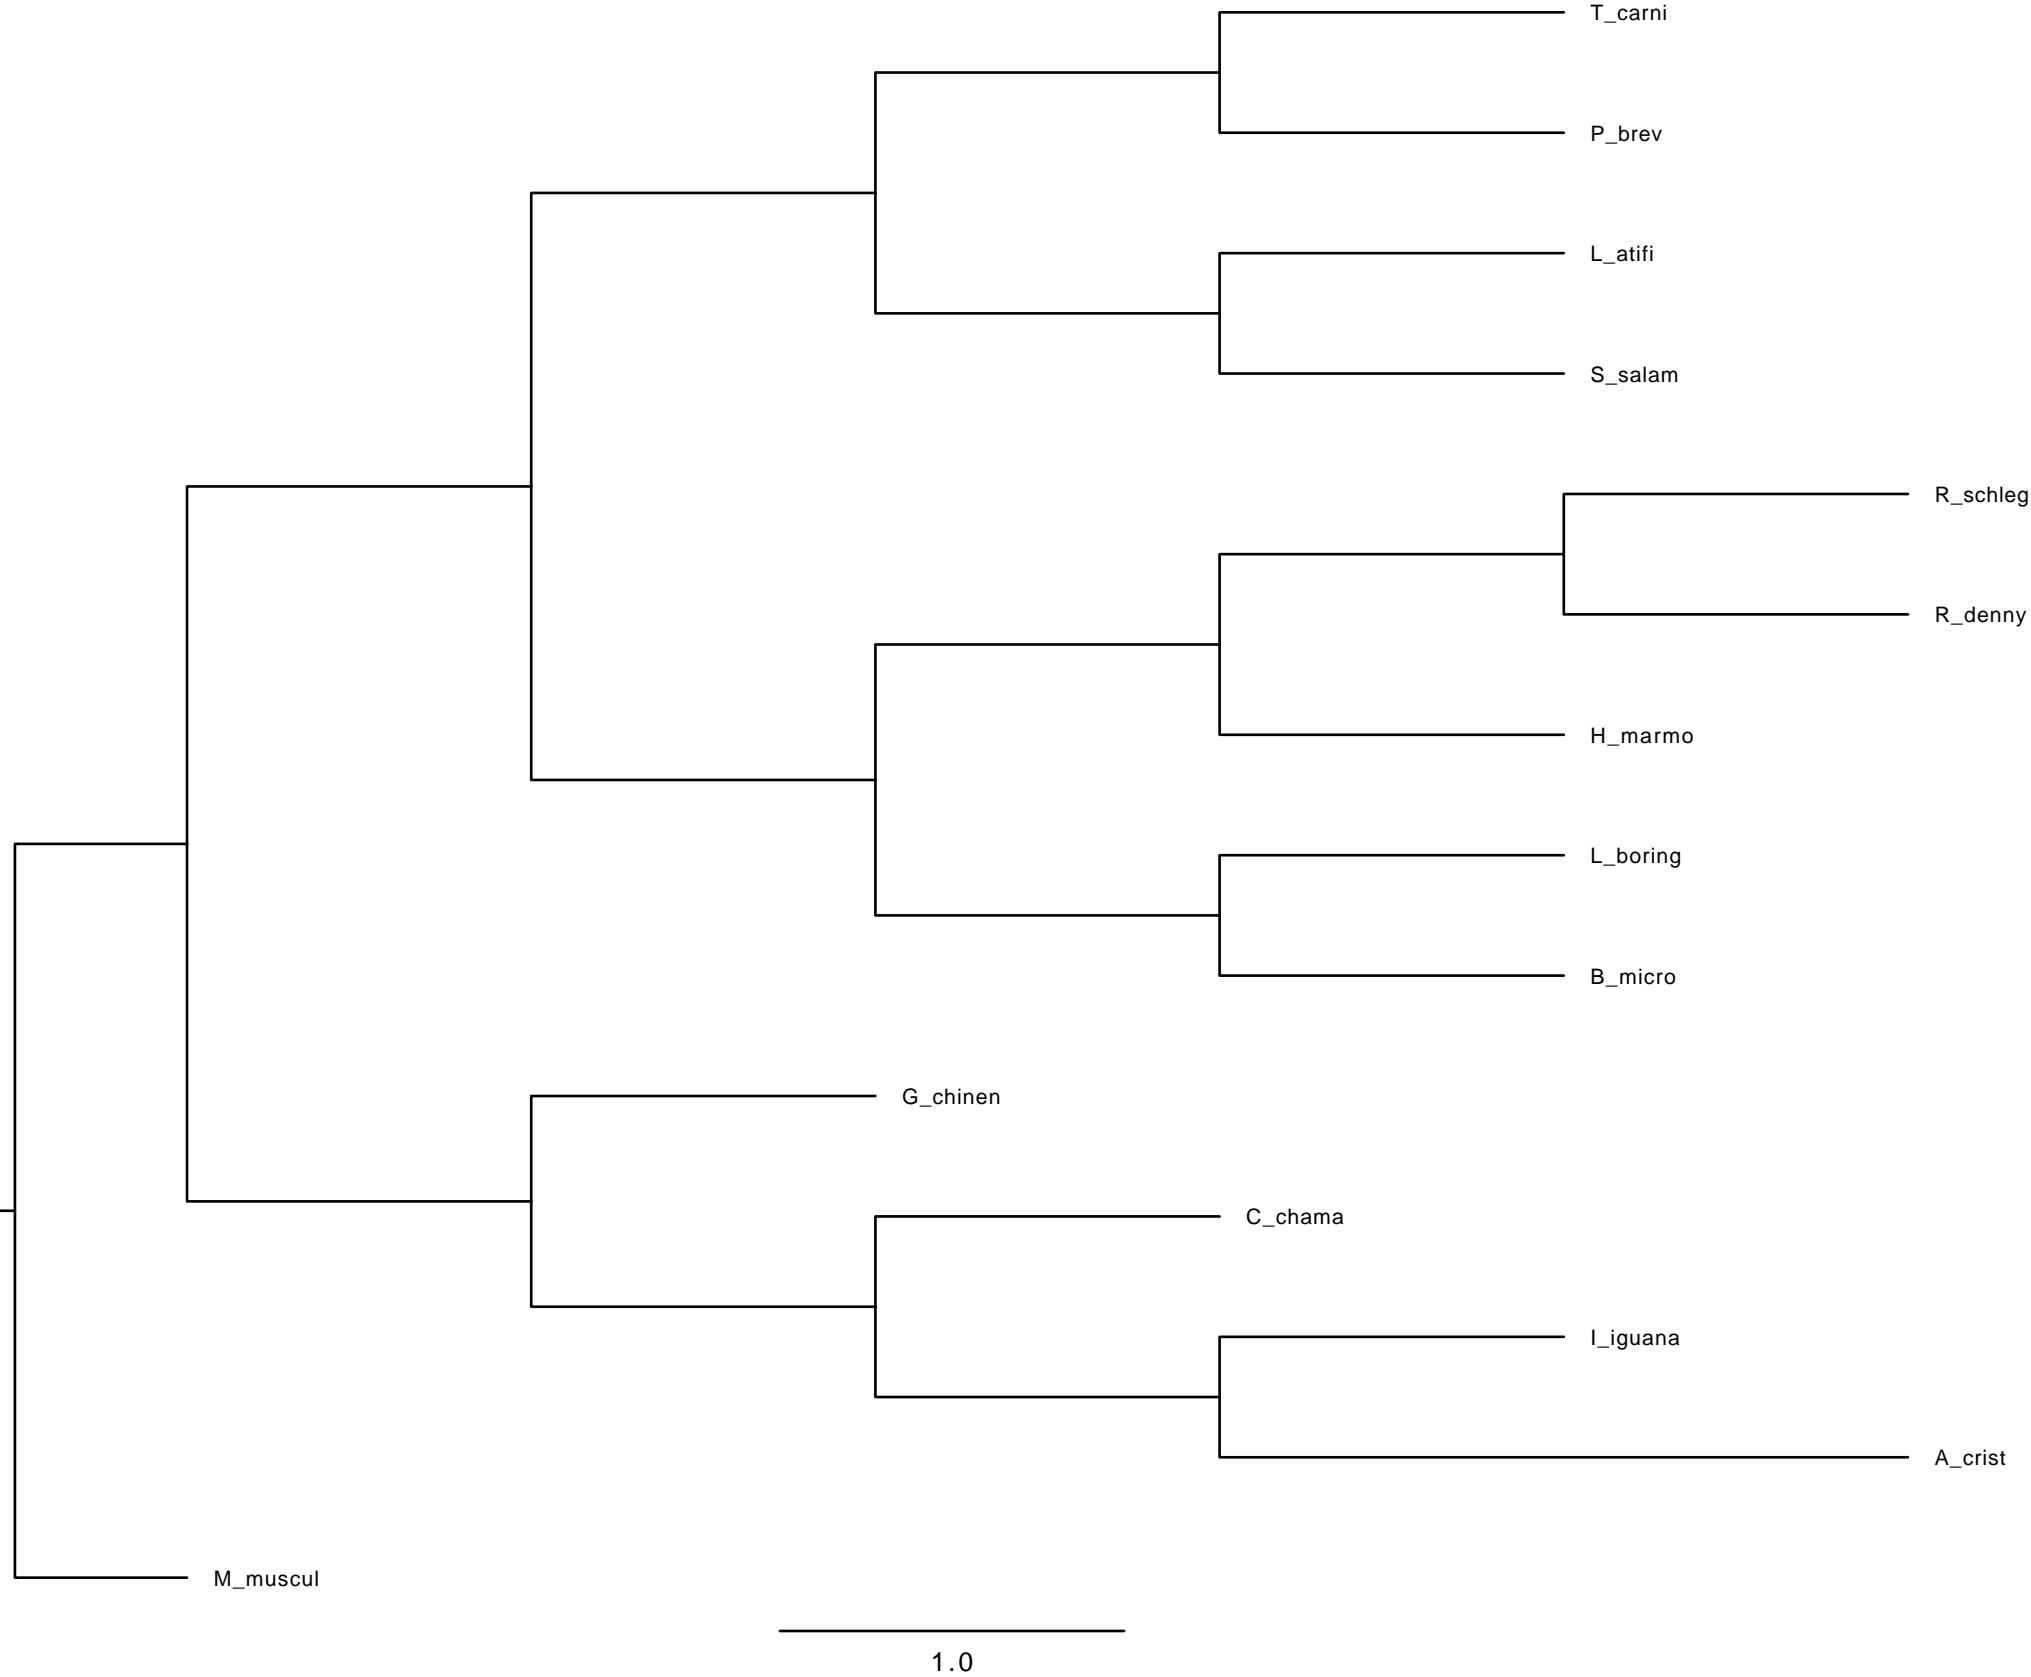 T_carni
P_brev
L_atifi
S_salam
R_schleg
R_denny
H_marmo
L_boring
B_micro
G_chinen
C_chama
I_iguana
A_crist
M_muscul
1.0